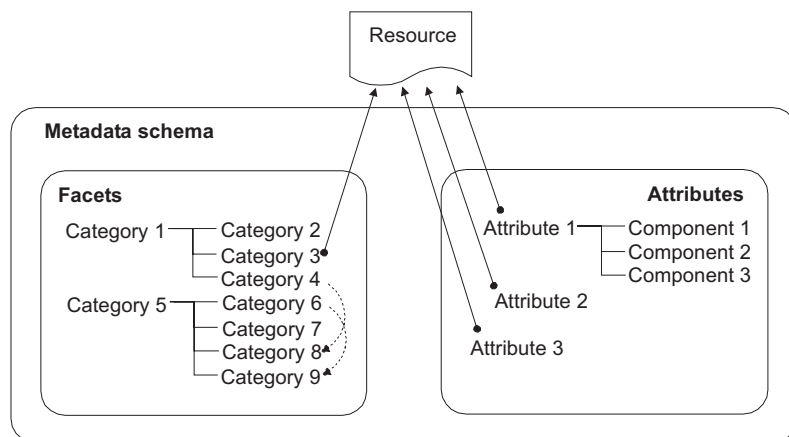 Resource
Metadata schema
Facets
Category 1
Category 2
Category 3
Category 4
Category 5
Category 6
Category 7
Category 8
Category 9
Attributes
Attribute 1
Component 1
Component 2
Component 3
Attribute 2
Attribute 3